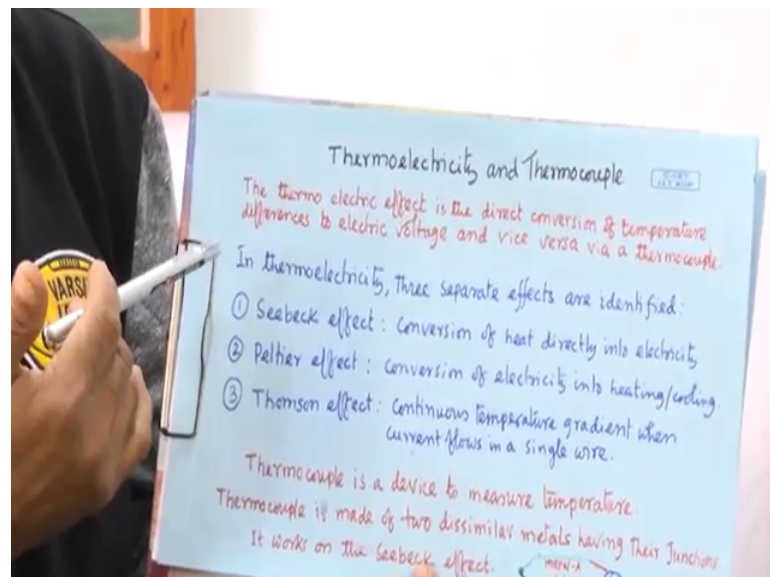 Thermoelectricity and Thermocouple
The thermo electric effect is the direct conversion of temperature
differences to electric voltage and vice versa via a thermocouple.
In thermoelectricity, Three separate effects are identified:
① Seebeck effect: Conversion of heat directly into electricity
② Peltier effect: conversion of electricity into heating/cooling.
③ Thomson effect: Continuous temperature gradient when
current flows in a single wire.
Thermocouple is a device to measure temperature.
Thermocouple is made of two dissimilar metals having their Junctions.
It works on the Seebeck effect.
metal-A
VARSI